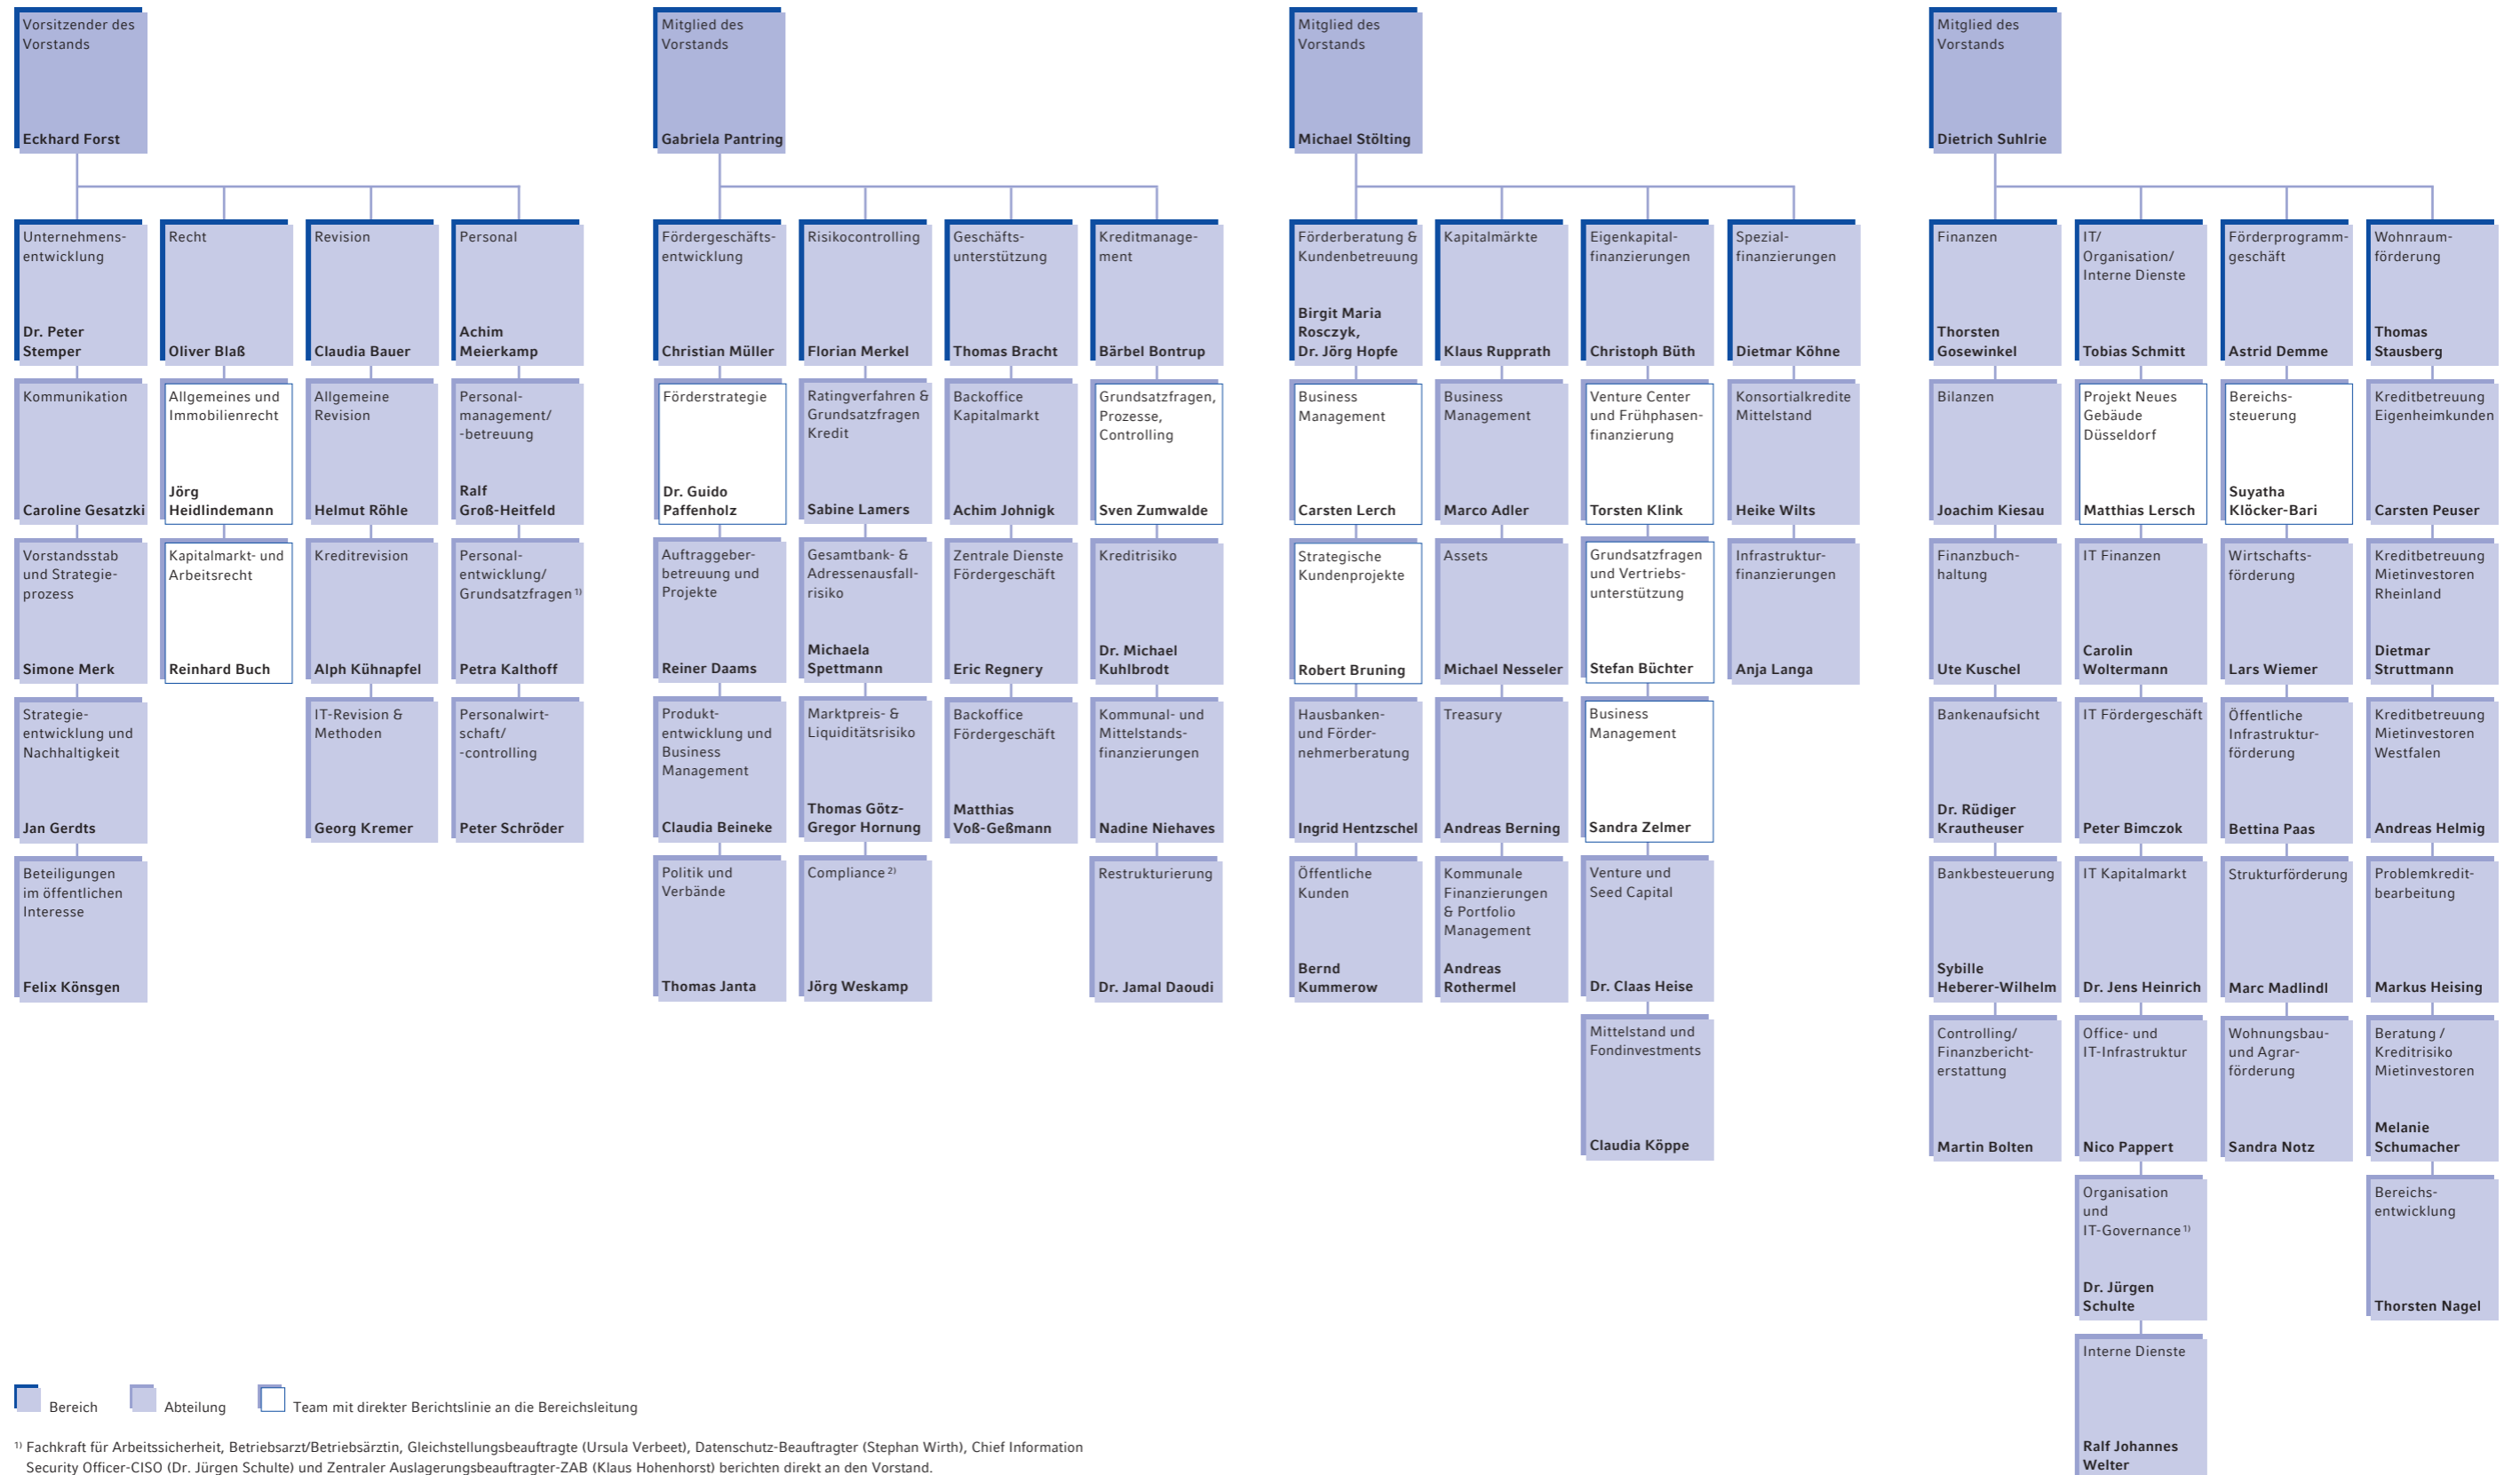 Vorsitzender des
Vorstands
Eckhard Forst
Mitglied des
Vorstands
Gabriela Pantring
Mitglied des
Vorstands
Michael Stölting
Mitglied des
Vorstands
Dietrich Suhlrie
Unternehmens-
entwicklung
Dr. Peter
Stemper
Kommunikation
Caroline Gesatzki
Vorstandsstab
und Strategie-
prozess
Simone Merk
Strategie-
entwicklung und
Nachhaltigkeit
Jan Gerdts
Beteiligungen
im öffentlichen
Interesse
Felix Könsgen
Recht
Oliver Blaß
Allgemeines und
Immobilienrecht
Jörg
Heidlindemann
Kapitalmarkt- und
Arbeitsrecht
Reinhard Buch
Revision
Claudia Bauer
Allgemeine
Revision
Helmut Röhle
Kreditrevision
Alph Kühnapfel
IT-Revision &
Methoden
Georg Kremer
Personal
Achim
Meierkamp
Personal-
management/
-betreuung
Ralf
Groß-Heitfeld
Personal-
entwicklung/
Grundsatzfragen 1)
Petra Kalthoff
Personalwirt-
schaft/
-controlling
Peter Schröder
Fördergeschäfts-
entwicklung
Christian Müller
Förderstrategie
Dr. Guido
Paffenholz
Auftraggeber-
betreuung und
Projekte
Reiner Daams
Produkt-
entwicklung und
Business
Management
Claudia Beineke
Politik und
Verbände
Thomas Janta
Risikocontrolling
Florian Merkel
Ratingverfahren &
Grundsatzfragen
Kredit
Sabine Lamers
Gesamtbank- &
Adressenausfall-
risiko
Michaela
Spettmann
Marktpreis- &
Liquiditätsrisiko
Thomas Götz-
Gregor Hornung
Compliance 2)
Jörg Weskamp
Geschäfts-
unterstützung
Thomas Bracht
Backoffice
Kapitalmarkt
Achim Johnigk
Zentrale Dienste
Fördergeschäft
Eric Regnery
Backoffice
Fördergeschäft
Matthias
Voß-Geßmann
Kreditmanage-
ment
Bärbel Bontrup
Grundsatzfragen,
Prozesse,
Controlling
Sven Zumwalde
Kreditrisiko
Dr. Michael
Kuhlbrodt
Kommunal- und
Mittelstands-
finanzierungen
Nadine Niehaves
Restrukturierung
Dr. Jamal Daoudi
Förderberatung &
Kundenbetreuung
Birgit Maria
Rosczyk,
Dr. Jörg Hopfe
Business
Management
Carsten Lerch
Strategische
Kundenprojekte
Robert Bruning
Hausbanken-
und Förder-
nehmerberatung
Ingrid Hentzschel
Öffentliche
Kunden
Bernd
Kummerow
Kapitalmärkte
Klaus Rupprath
Business
Management
Marco Adler
Assets
Michael Nesseler
Treasury
Andreas Berning
Kommunale
Finanzierungen
& Portfolio
Management
Andreas
Rothermel
Eigenkapital-
finanzierungen
Christoph Büth
Venture Center
und Frühphasen-
finanzierung
Torsten Klink
Grundsatzfragen
und Vertriebs-
unterstützung
Stefan Büchter
Business
Management
Sandra Zelmer
Venture und
Seed Capital
Dr. Claas Heise
Mittelstand und
Fondinvestments
Claudia Köppe
Spezial-
finanzierungen
Dietmar Köhne
Konsortialkredite
Mittelstand
Heike Wilts
Infrastruktur-
finanzierungen
Anja Langa
Finanzen
Thorsten
Gosewinkel
Bilanzen
Joachim Kiesau
Finanzbuch-
haltung
Ute Kuschel
Bankenaufsicht
Dr. Rüdiger
Krautheuser
Bankbesteuerung
Sybille
Heberer-Wilhelm
Controlling/
Finanzbericht-
erstattung
Martin Bolten
IT/
Organisation/
Interne Dienste
Tobias Schmitt
Projekt Neues
Gebäude
Düsseldorf
Matthias Lersch
IT Finanzen
Carolin
Woltermann
IT Fördergeschäft
Peter Bimczok
IT Kapitalmarkt
Dr. Jens Heinrich
Office- und
IT-Infrastruktur
Nico Pappert
Organisation
und
IT-Governance 1)
Dr. Jürgen
Schulte
Interne Dienste
Ralf Johannes
Welter
Förderprogramm-
geschäft
Astrid Demme
Bereichs-
steuerung
Suyatha
Klöcker-Bari
Wirtschafts-
förderung
Lars Wiemer
Öffentliche
Infrastruktur-
förderung
Bettina Paas
Strukturförderung
Marc Madlindl
Wohnungsbau-
und Agrar-
förderung
Sandra Notz
Wohnraum-
förderung
Thomas
Stausberg
Kreditbetreuung
Eigenheimkunden
Carsten Peuser
Kreditbetreuung
Mietinvestoren
Rheinland
Dietmar
Struttmann
Kreditbetreuung
Mietinvestoren
Westfalen
Andreas Helmig
Problemkredit-
bearbeitung
Markus Heising
Beratung /
Kreditrisiko
Mietinvestoren
Melanie
Schumacher
Bereichs-
entwicklung
Thorsten Nagel
Bereich
Abteilung
Team mit direkter Berichtslinie an die Bereichsleitung
1) Fachkraft für Arbeitssicherheit, Betriebsarzt/Betriebsärztin, Gleichstellungsbeauftragte (Ursula Verbeet), Datenschutz-Beauftragter (Stephan Wirth), Chief Information
Security Officer-CISO (Dr. Jürgen Schulte) und Zentraler Auslagerungsbeauftragter-ZAB (Klaus Hohenhorst) berichten direkt an den Vorstand.